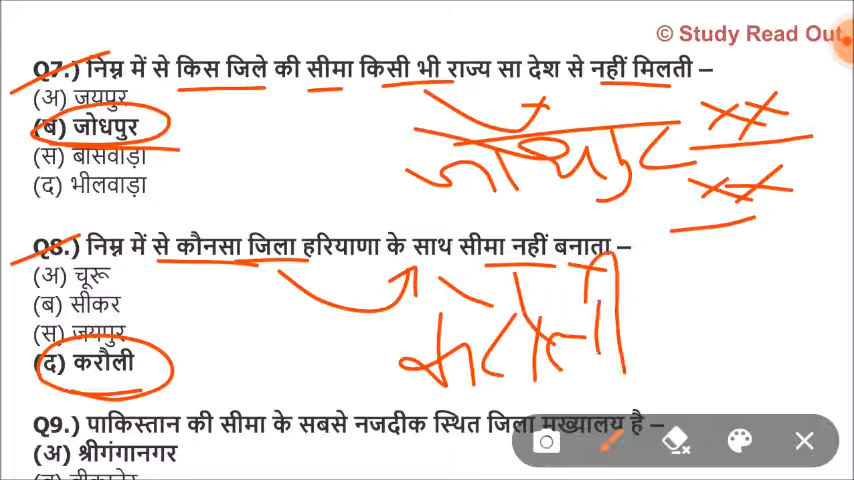 © Study Read Out
Q7.) निम्न में से किस जिले की सीमा किसी भी राज्य सा देश से नहीं मिलती –
(अ) जयपुर
(ब) जोधपुर
जोधपुर
(स) बांसवाड़ा
(द) भीलवाड़ा
Q8.) निम्न में से कौनसा जिला हरियाणा के साथ सीमा नहीं बनाता –
(अ) चूरू
(ब) सीकर
(स) जयपुर
करौली
(द) करौली
Q9.) पाकिस्तान की सीमा के सबसे नजदीक स्थित जिला मुख्यालय है –
(अ) श्रीगंगानगर